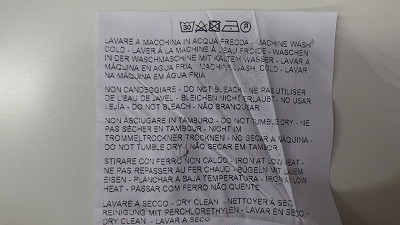 30 P
LAVARE A MACCHINA IN ACQUA FREDDA - MACHINE WASH
COLD - LAVER À LA MACHINE À L'EAU FROIDE - WASCHEN
IN DER WASCHMASCHINE MIT KALTEM WASSER - LAVAR A
MÁQUINA EN AGUA FRIA - MACHINE WASH COLD - LAVAR
NA MÁQUINA EM ÁGUA FRIA
NON CANDEGGIARE - DO NOT BLEACH - NE PAS UTILISER
DE L'EAU DE JAVEL - BLEICHEN NICHT ERLAUBT - NO USAR
LEJÍA - DO NOT BLEACH - NÃO BRANQUEAR
NON ASCIUGARE IN TAMBURO - DO NOT TUMBLE DRY - NE
PAS SÉCHER EN TAMBOUR - NICHT IM
TROMMELTROCKNER TROCKNEN - NO SECAR A MÁQUINA -
DO NOT TUMBLE DRY - NÃO SECAR EM TAMBOR
STIRARE CON FERRO NON CALDO - IRON AT LOW HEAT -
NE PAS REPASSER AU FER CHAUD - BÜGELN MIT LAUEM
EISEN - PLANCHAR A BAJA TEMPERATURA - IRON AT LOW
HEAT - PASSAR COM FERRO NÃO QUENTE
LAVARE A SECCO - DRY CLEAN - NETTOYER À SEC
REINIGUNG MIT PERCHLORETHYLEN - LAVAR EN SECO -
DRY CLEAN - LAVAR A SECO